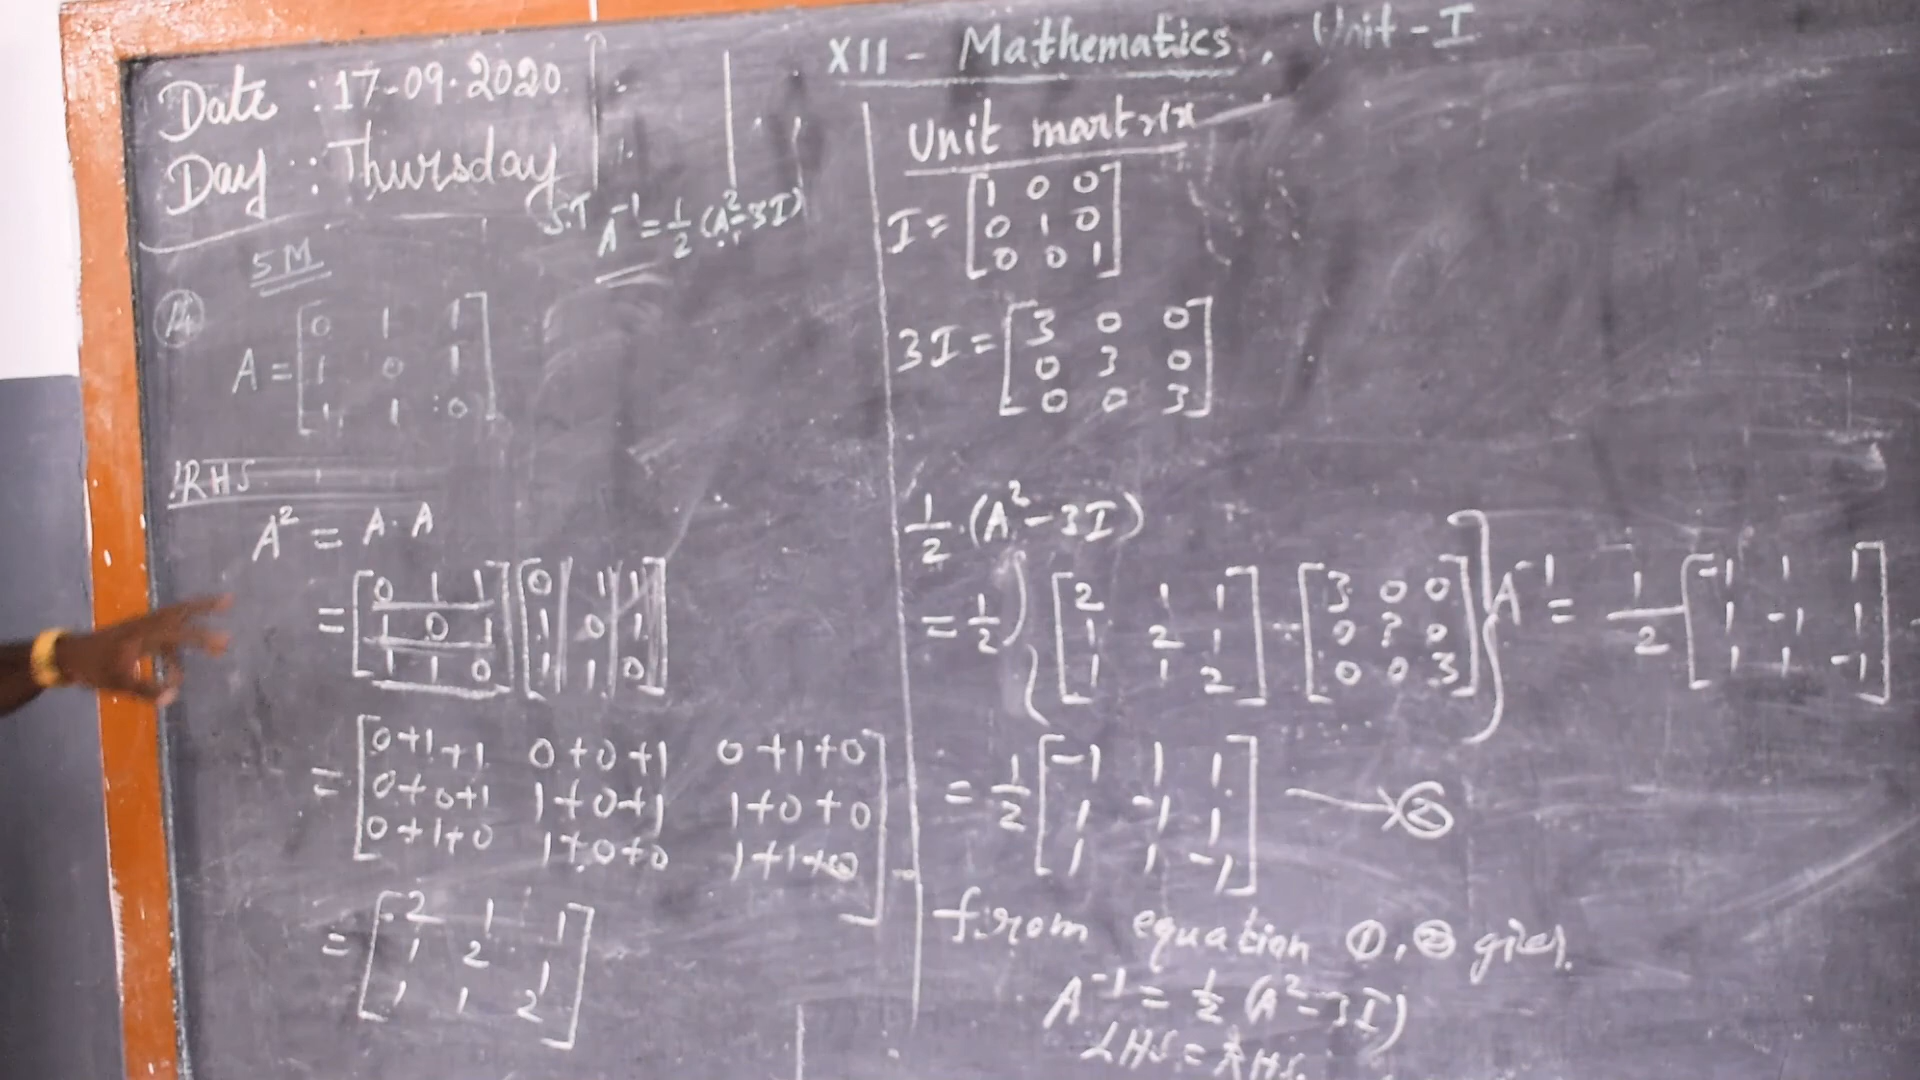 XII - Mathematics, Unit - I
Date : 17-09-2020
Day : Thursday
S.T A⁻¹ = 1/2 (A² - 3I)
5M
14
A = [0 1 1
1 0 1
1 1 0]
RHS
A² = A . A
= [0 1 1 [0 1 1
1 0 1 1 0 1
1 1 0] 1 1 0]
= [0+1+1 0+0+1 0+1+0
0+0+1 1+0+1 1+0+0
0+1+0 1+0+0 1+1+0]
= [2 1 1
1 2 1
1 1 2]
Unit martrix
I = [1 0 0
0 1 0
0 0 1]
3I = [3 0 0
0 3 0
0 0 3]
1/2 . (A² - 3I)
= 1/2 { [2 1 1 - [3 0 0
1 2 1 0 3 0
1 1 2] 0 0 3] }
A⁻¹ = 1/2 [-1 1 1
1 -1 1
1 1 -1]
= 1/2 [-1 1 1
1 -1 1
1 1 -1] → ②
from equation ①, ②
A⁻¹ = 1/2 (A² - 3I)
LHS = RHS.